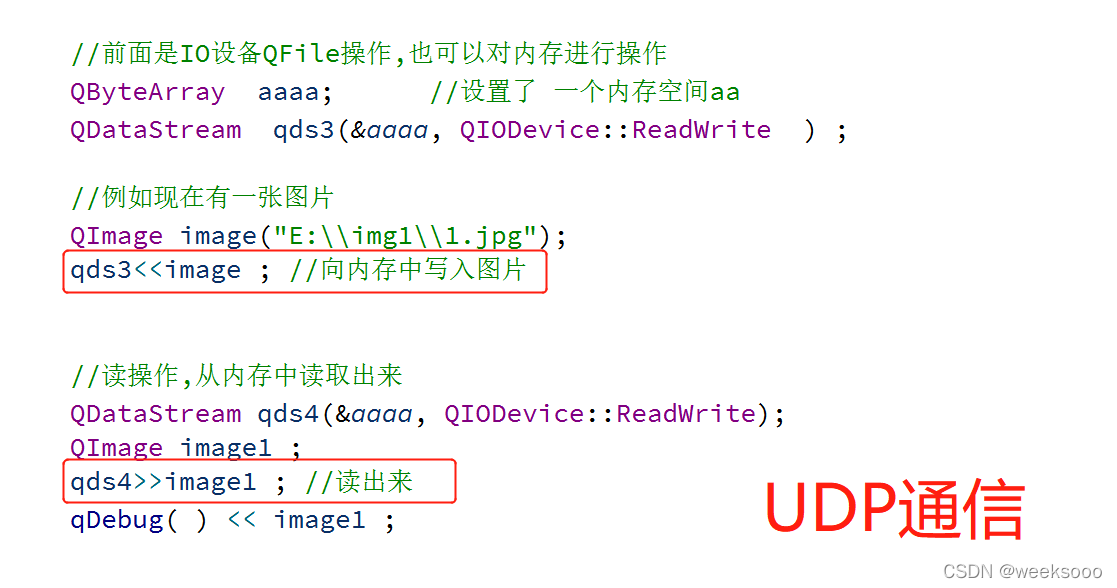 //前面是IO设备QFile操作,也可以对内存进行操作
QByteArray  aaaa;      //设置了 一个内存空间aa
QDataStream  qds3(&aaaa, QIODevice::ReadWrite  ) ;
//例如现在有一张图片
QImage image("E:\\img1\\1.jpg");
qds3<<image ; //向内存中写入图片
//读操作,从内存中读取出来
QDataStream qds4(&aaaa, QIODevice::ReadWrite);
QImage image1 ;
qds4>>image1 ; //读出来
qDebug( ) << image1 ;
UDP通信
CSDN @weeksooo